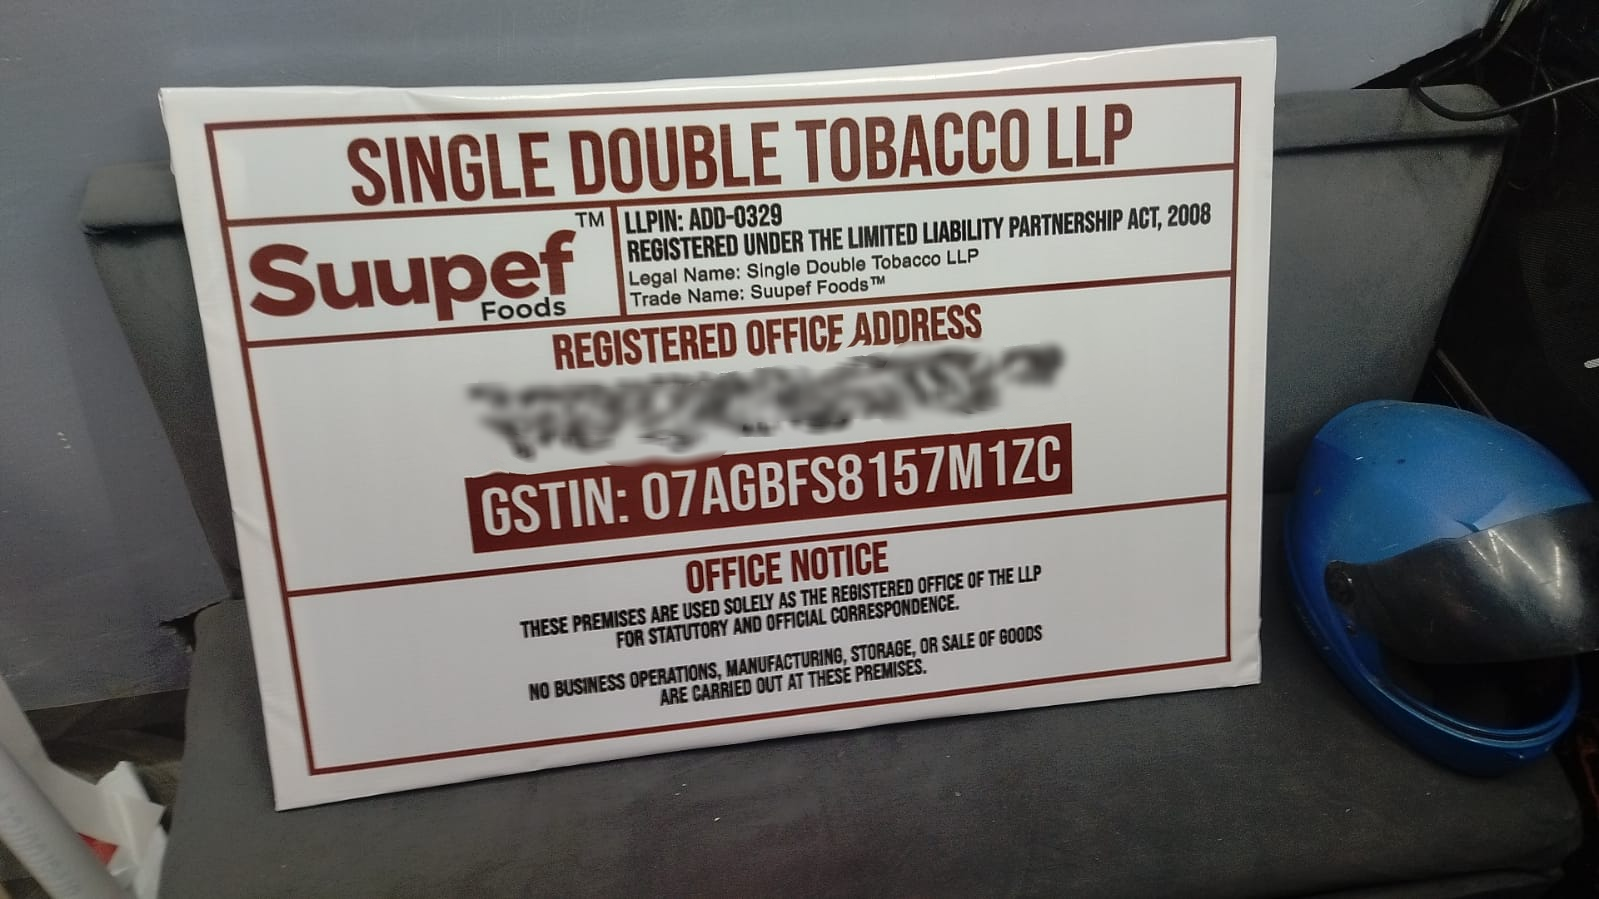 SINGLE DOUBLE TOBACCO LLP
Suupef™
Foods
LLPIN: ADD-0329
REGISTERED UNDER THE LIMITED LIABILITY PARTNERSHIP ACT, 2008
Legal Name: Single Double Tobacco LLP
Trade Name: Suupef Foods™
REGISTERED OFFICE ADDRESS
GSTIN: 07AGBFS8157M1ZC
OFFICE NOTICE
THESE PREMISES ARE USED SOLELY AS THE REGISTERED OFFICE OF THE LLP
FOR STATUTORY AND OFFICIAL CORRESPONDENCE.
NO BUSINESS OPERATIONS, MANUFACTURING, STORAGE, OR SALE OF GOODS
ARE CARRIED OUT AT THESE PREMISES.